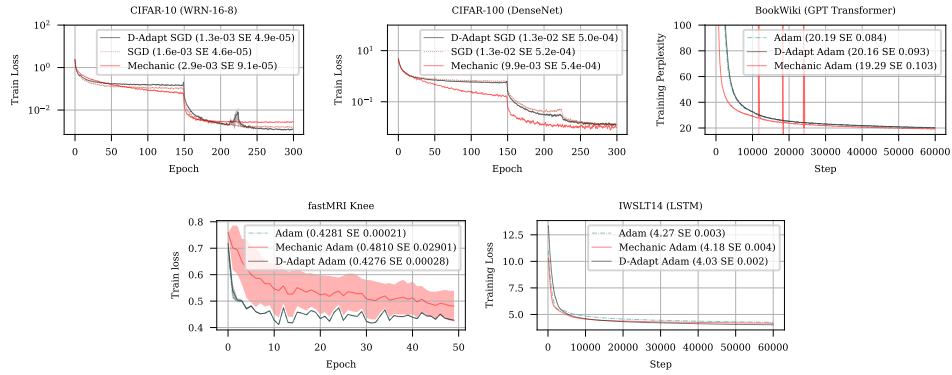 CIFAR-10 (WRN-16-8)
Train Loss
10^2
10^0
10^−2
D-Adapt SGD (1.3e-03 SE 4.9e-05)
SGD (1.6e-03 SE 4.6e-05)
Mechanic (2.9e-03 SE 9.1e-05)
0 50 100 150 200 250 300
Epoch
CIFAR-100 (DenseNet)
Train Loss
10^1
10^−1
D-Adapt SGD (1.3e-02 SE 5.0e-04)
SGD (1.3e-02 SE 5.2e-04)
Mechanic (9.9e-03 SE 5.4e-04)
0 50 100 150 200 250 300
Epoch
BookWiki (GPT Transformer)
Training Perplexity
100
80
60
40
20
Adam (20.19 SE 0.084)
D-Adapt Adam (20.16 SE 0.093)
Mechanic Adam (19.29 SE 0.103)
0 10000 20000 30000 40000 50000 60000
Step
fastMRI Knee
Train loss
0.8
0.7
0.6
0.5
0.4
Adam (0.4281 SE 0.00021)
Mechanic Adam (0.4810 SE 0.02901)
D-Adapt Adam (0.4276 SE 0.00028)
0 10 20 30 40 50
Epoch
IWSLT14 (LSTM)
Training Loss
12.5
10.0
7.5
5.0
Adam (4.27 SE 0.003)
Mechanic Adam (4.18 SE 0.004)
D-Adapt Adam (4.03 SE 0.002)
0 10000 20000 30000 40000 50000 60000
Step